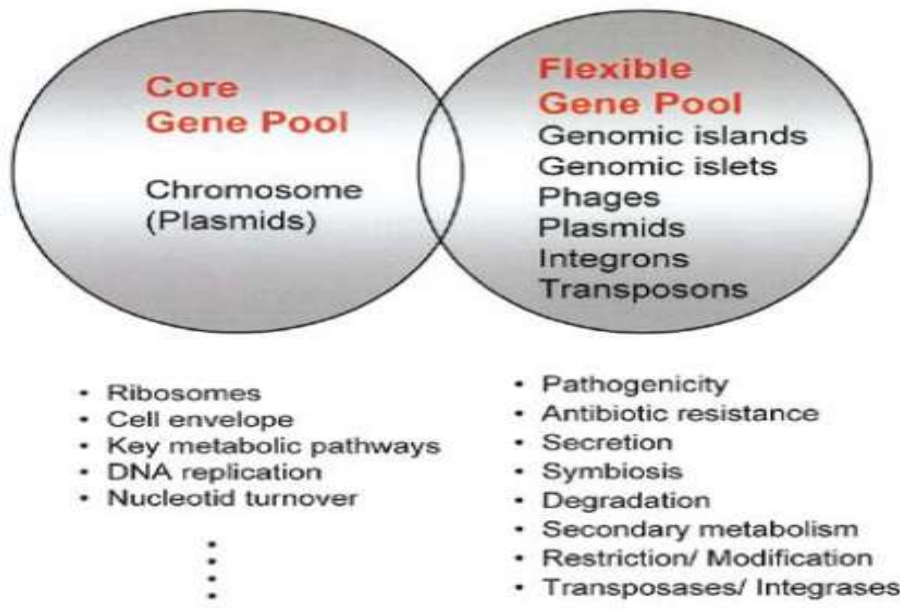 Core
Gene Pool
Chromosome
(Plasmids)
Flexible
Gene Pool
Genomic islands
Genomic islets
Phages
Plasmids
Integrons
Transposons
• Ribosomes
• Cell envelope
• Key metabolic pathways
• DNA replication
• Nucleotid turnover
• Pathogenicity
• Antibiotic resistance
• Secretion
• Symbiosis
• Degradation
• Secondary metabolism
• Restriction/ Modification
• Transposases/ Integrases